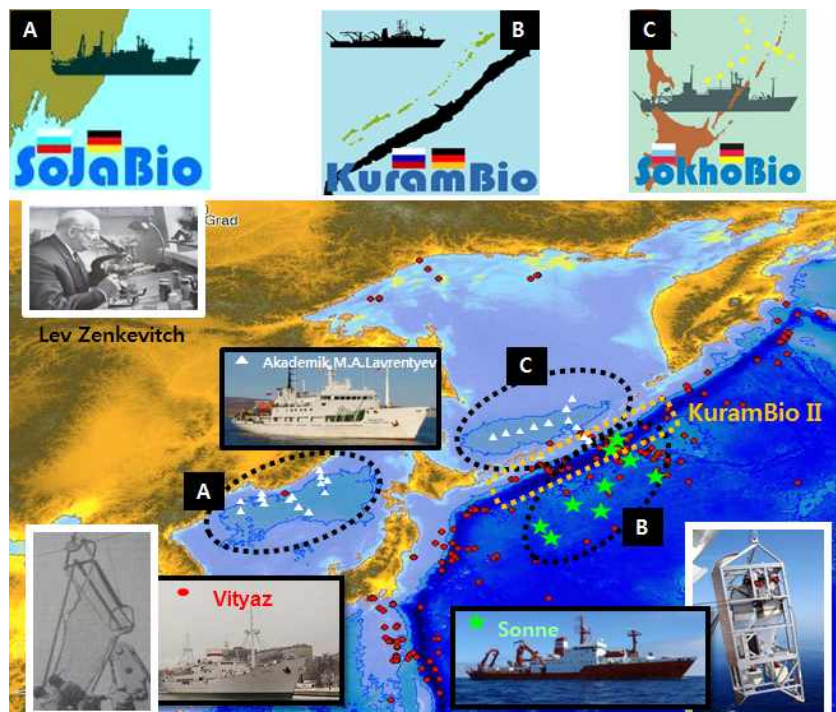 A
SoJaBio
B
KuramBio
C
SokhoBio
Grad
Lev Zenkevitch
Akademik M.A.Lavrentyev
C
KuramBio II
A
B
Vityaz
Sonne